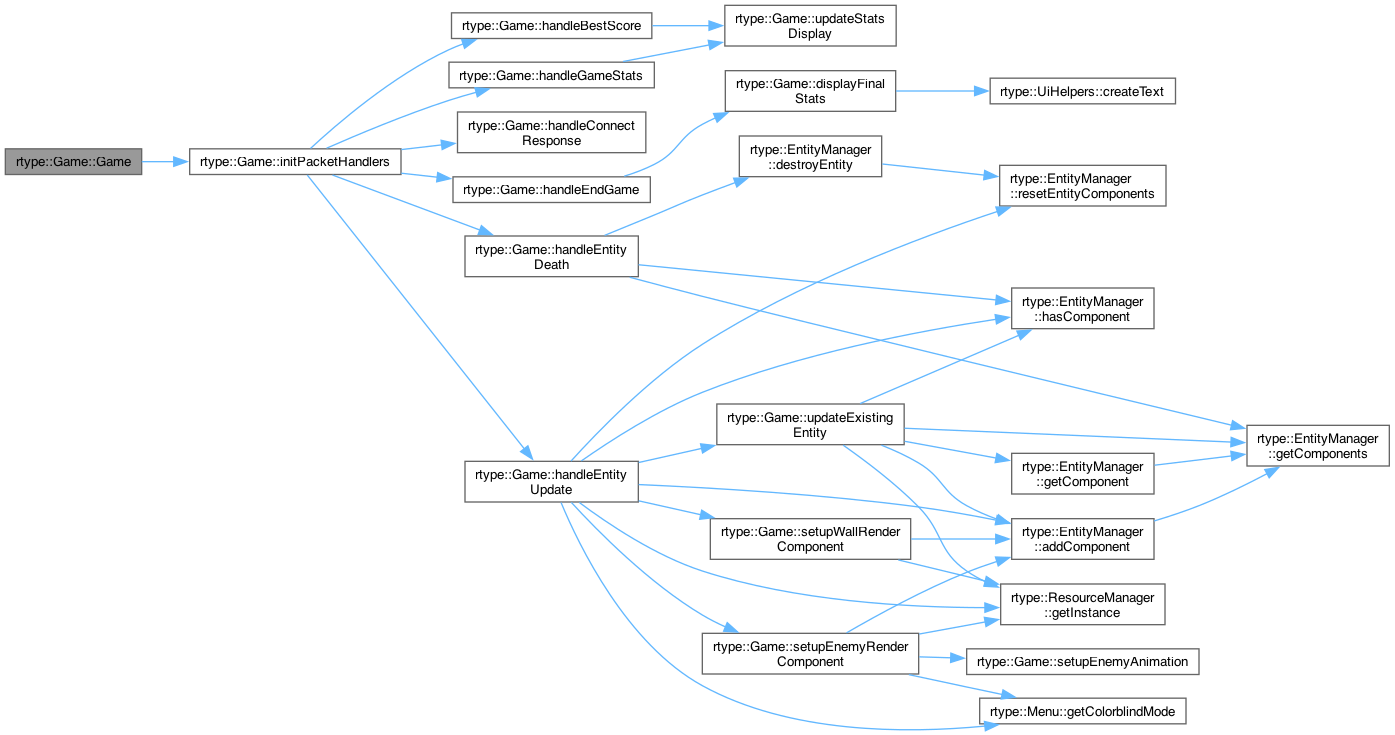 rtype::Game::Game
rtype::Game::initPacketHandlers
rtype::Game::handleBestScore
rtype::Game::updateStats
Display
rtype::Game::handleGameStats
rtype::Game::displayFinal
Stats
rtype::UiHelpers::createText
rtype::Game::handleConnect
Response
rtype::Game::handleEndGame
rtype::EntityManager
::destroyEntity
rtype::EntityManager
::resetEntityComponents
rtype::Game::handleEntity
Death
rtype::EntityManager
::hasComponent
rtype::Game::updateExisting
Entity
rtype::EntityManager
::getComponents
rtype::Game::handleEntity
Update
rtype::EntityManager
::getComponent
rtype::Game::setupWallRender
Component
rtype::EntityManager
::addComponent
rtype::ResourceManager
::getInstance
rtype::Game::setupEnemyRender
Component
rtype::Game::setupEnemyAnimation
rtype::Menu::getColorblindMode